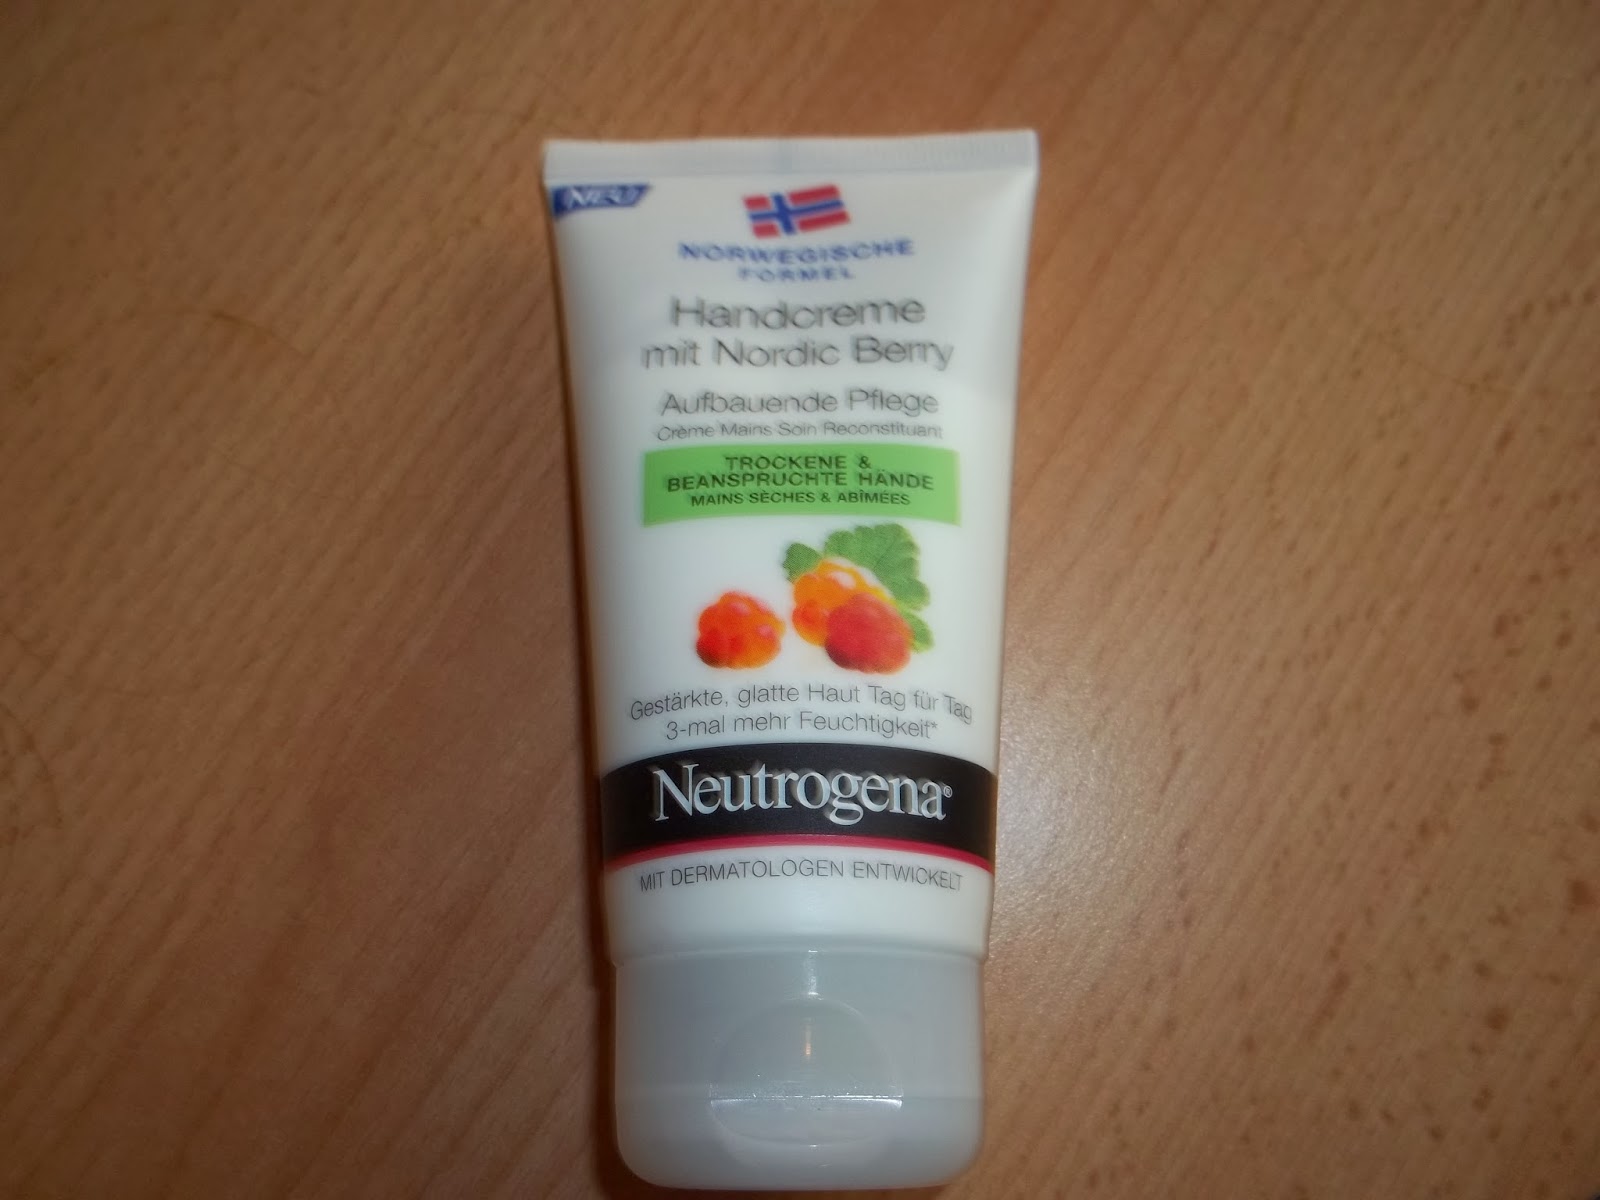 NEU
NORWEGISCHE
FORMEL
Handcreme
mit Nordic Berry
Aufbauende Pflege
Crème Mains Soin Reconstituant
TROCKENE &
BEANSPRUCHTE HÄNDE
MAINS SÈCHES & ABÎMÉES
Gestärkte, glatte Haut Tag für Tag
3-mal mehr Feuchtigkeit*
Neutrogena®
MIT DERMATOLOGEN ENTWICKELT